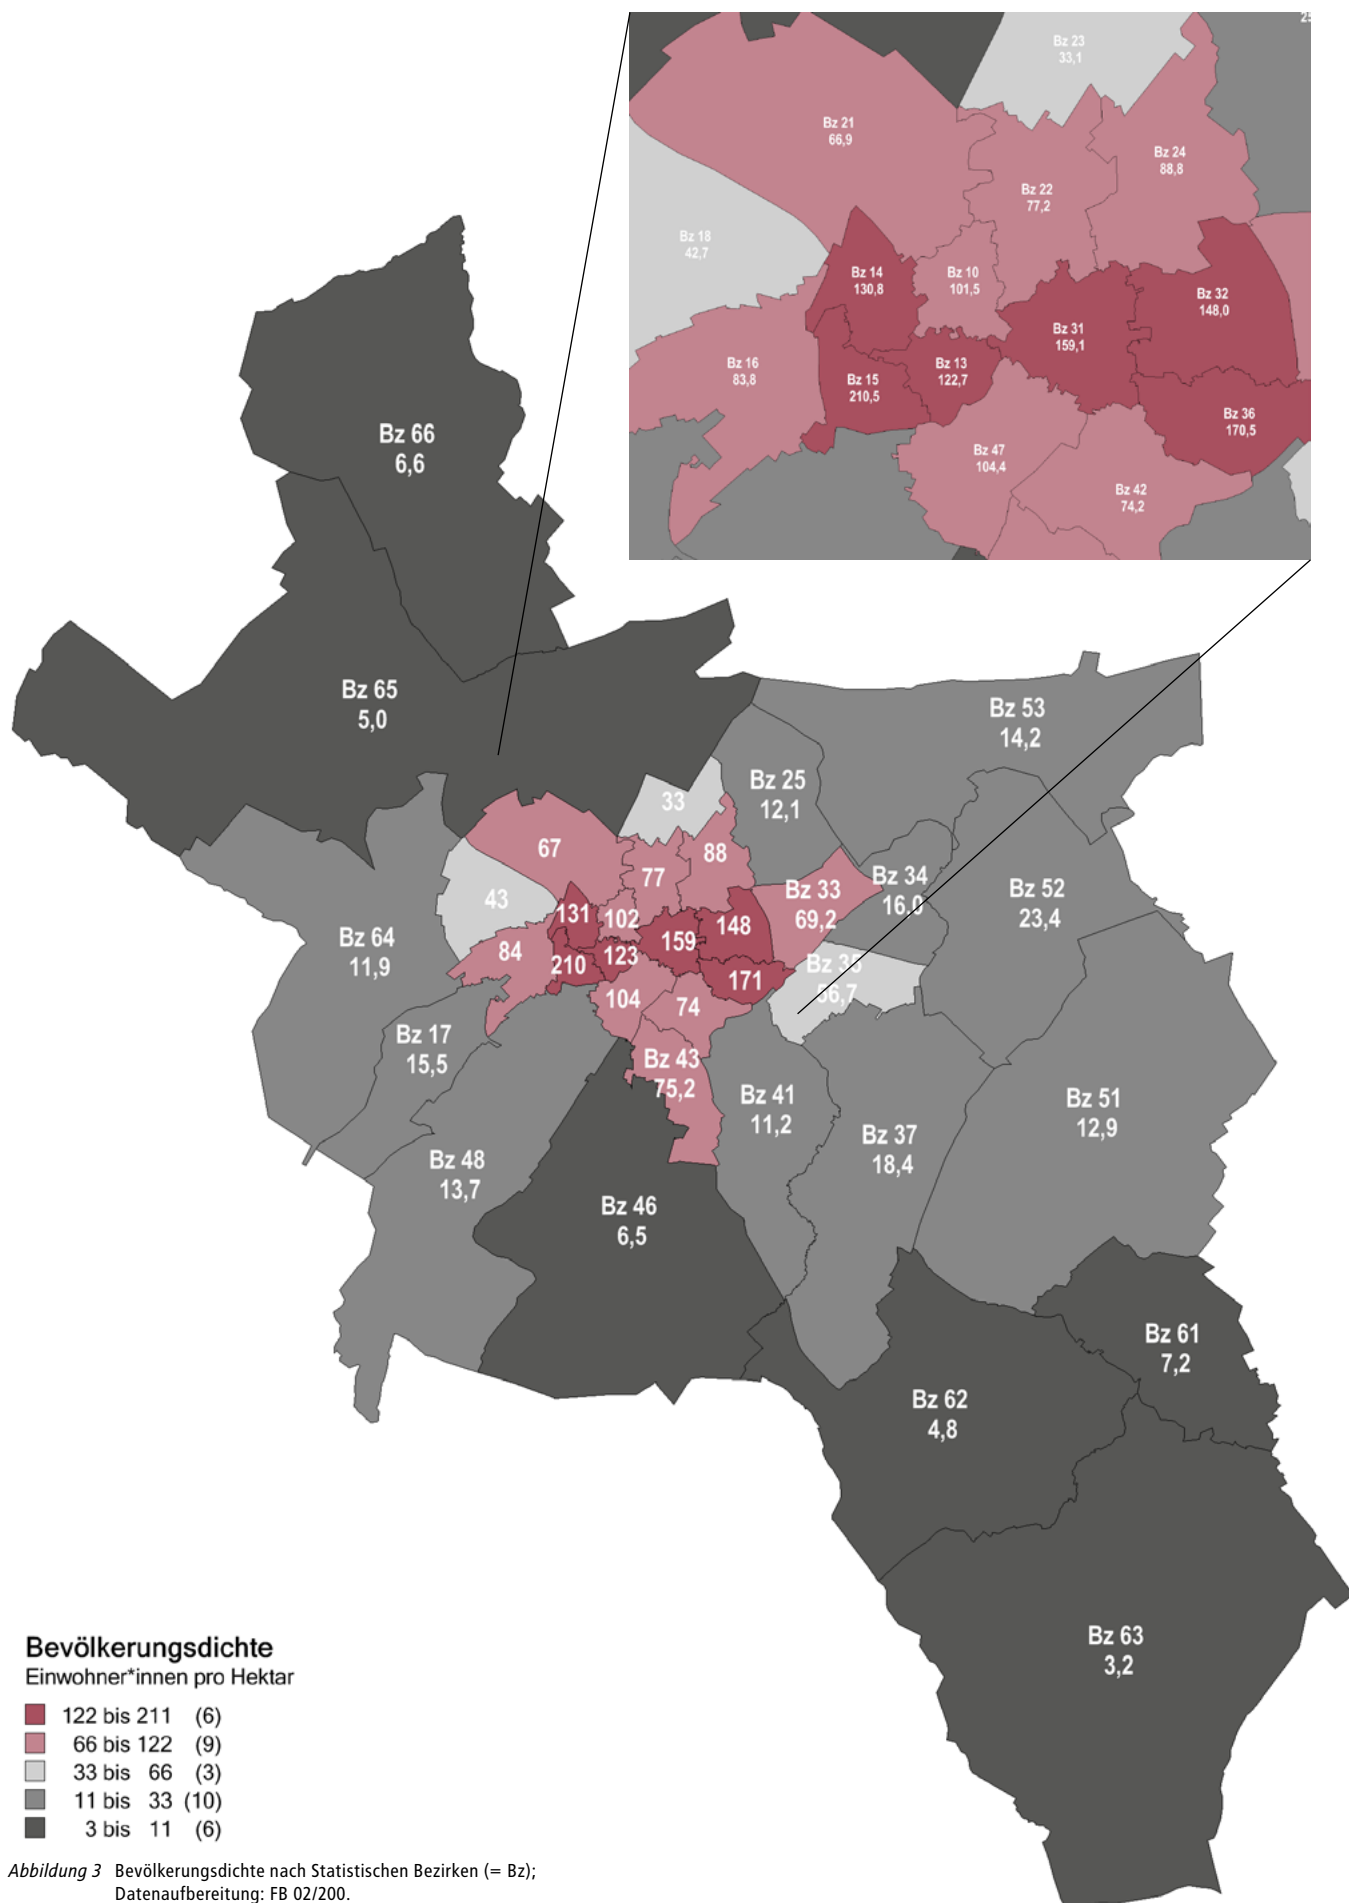 Bz 23
33,1
25
Bz 21
66,9
Bz 24
88,8
Bz 22
77,2
Bz 18
42,7
Bz 14
130,8
Bz 10
101,5
Bz 32
148,0
Bz 31
159,1
Bz 16
83,8
Bz 15
210,5
Bz 13
122,7
Bz 36
170,5
Bz 47
104,4
Bz 42
74,2
Bz 66
6,6
Bz 65
5,0
Bz 53
14,2
Bz 25
12,1
33
67
88
77
Bz 33
69,2
Bz 34
16.0
Bz 52
23,4
43
131
102
148
159
84
210
123
171
Bz 64
11,9
Bz 35
56,7
104
74
Bz 17
15,5
Bz 43
75,2
Bz 41
11,2
Bz 51
12,9
Bz 37
18,4
Bz 48
13,7
Bz 46
6,5
Bz 61
7,2
Bz 62
4,8
Bz 63
3,2
Bevölkerungsdichte
Einwohner*innen pro Hektar
122 bis 211 (6)
66 bis 122 (9)
33 bis 66 (3)
11 bis 33 (10)
3 bis 11 (6)
Abbildung 3 Bevölkerungsdichte nach Statistischen Bezirken (= Bz);
Datenaufbereitung: FB 02/200.